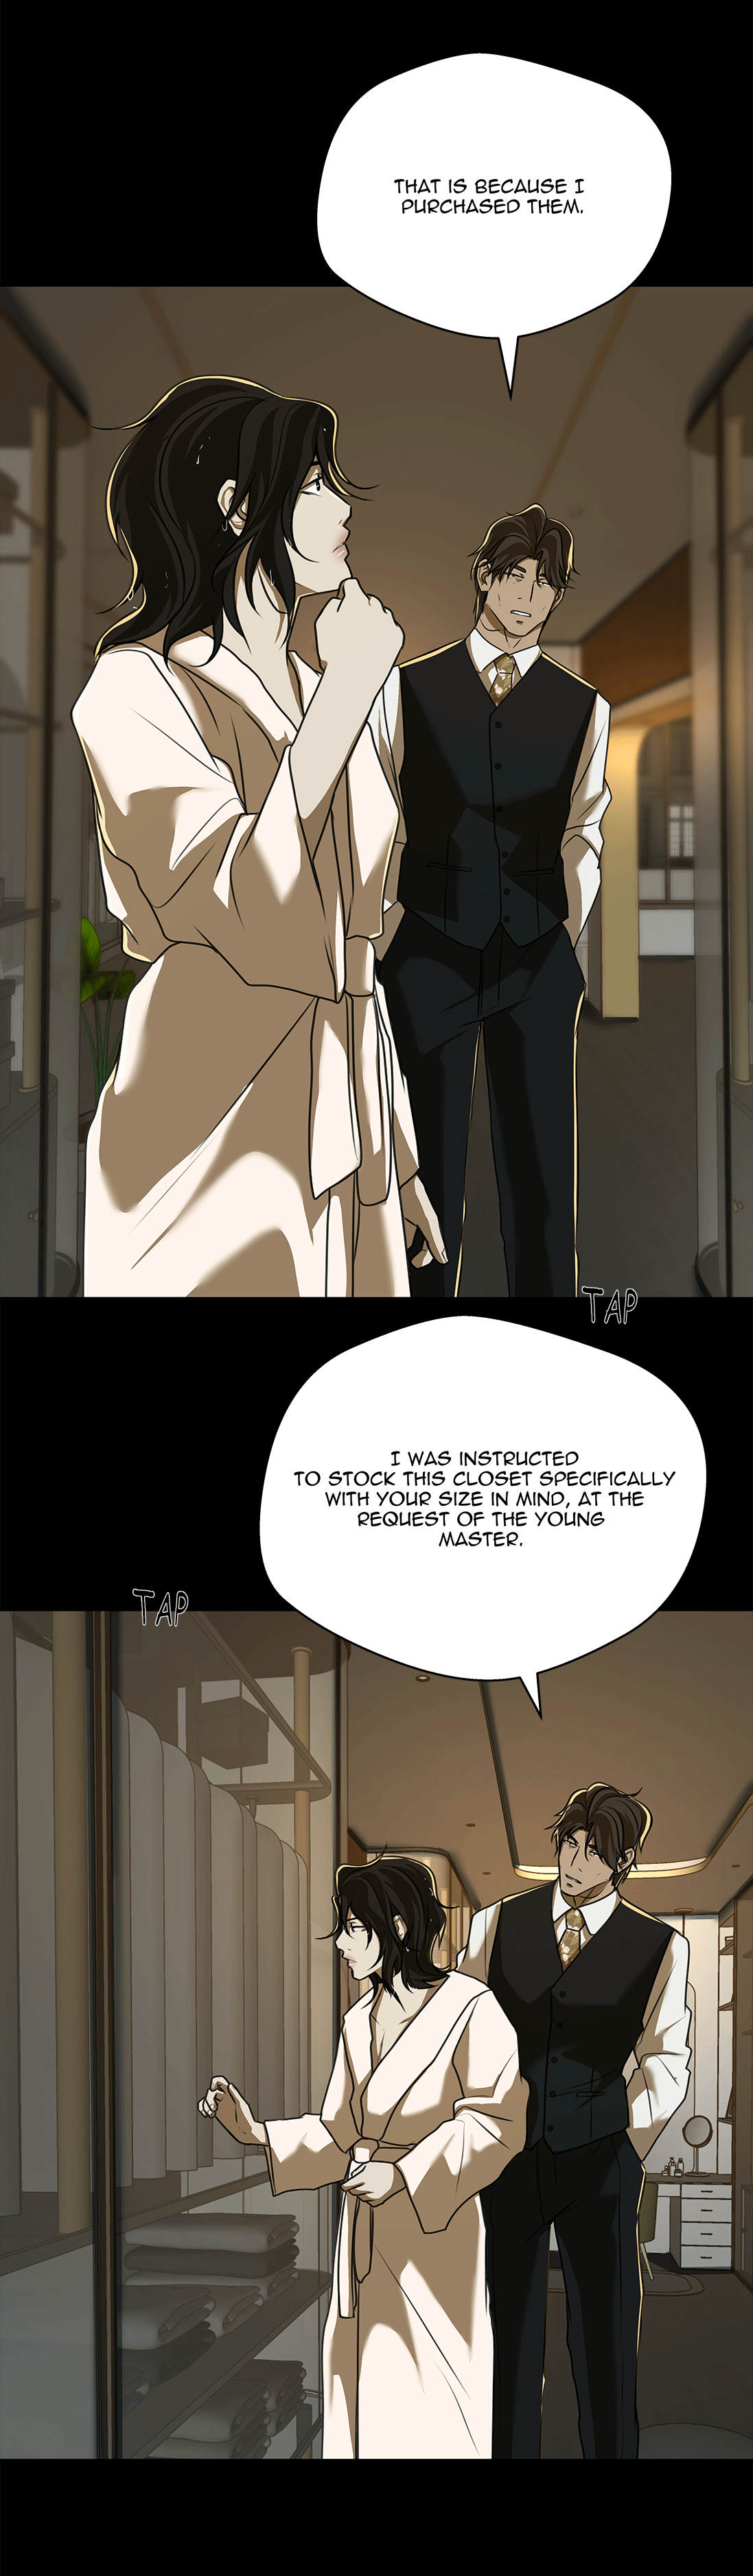 THAT IS BECAUSE I
PURCHASED THEM.
TAP
I WAS INSTRUCTED
TO STOCK THIS CLOSET SPECIFICALLY
WITH YOUR SIZE IN MIND, AT THE
REQUEST OF THE YOUNG
MASTER.
TAP